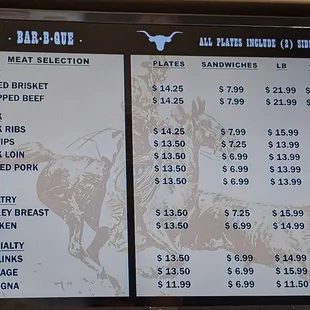 BAR·B·QUE
ALL PLATES INCLUDE (2)
MEAT SELECTION PLATES SANDWICHES LB
ED BRISKET $ 14.25 $ 7.99 $ 21.99 $
PPED BEEF $ 14.25 $ 7.99 $ 21.99 $
K
K RIBS $ 14.25 $ 7.99 $ 15.99
TIPS $ 13.50 $ 7.25 $ 13.99
K LOIN $ 13.50 $ 6.99 $ 13.99
ED PORK $ 13.50 $ 6.99 $ 13.99
$ 13.50 $ 6.99 $ 13.99
LTRY
EY BREAST $ 13.50 $ 7.25 $ 15.99
KEN $ 13.50 $ 6.99 $ 14.99
CIALTY
LINKS $ 13.50 $ 6.99 $ 14.99
AGE $ 13.50 $ 6.99 $ 15.99
GNA $ 11.99 $ 6.99 $ 11.50